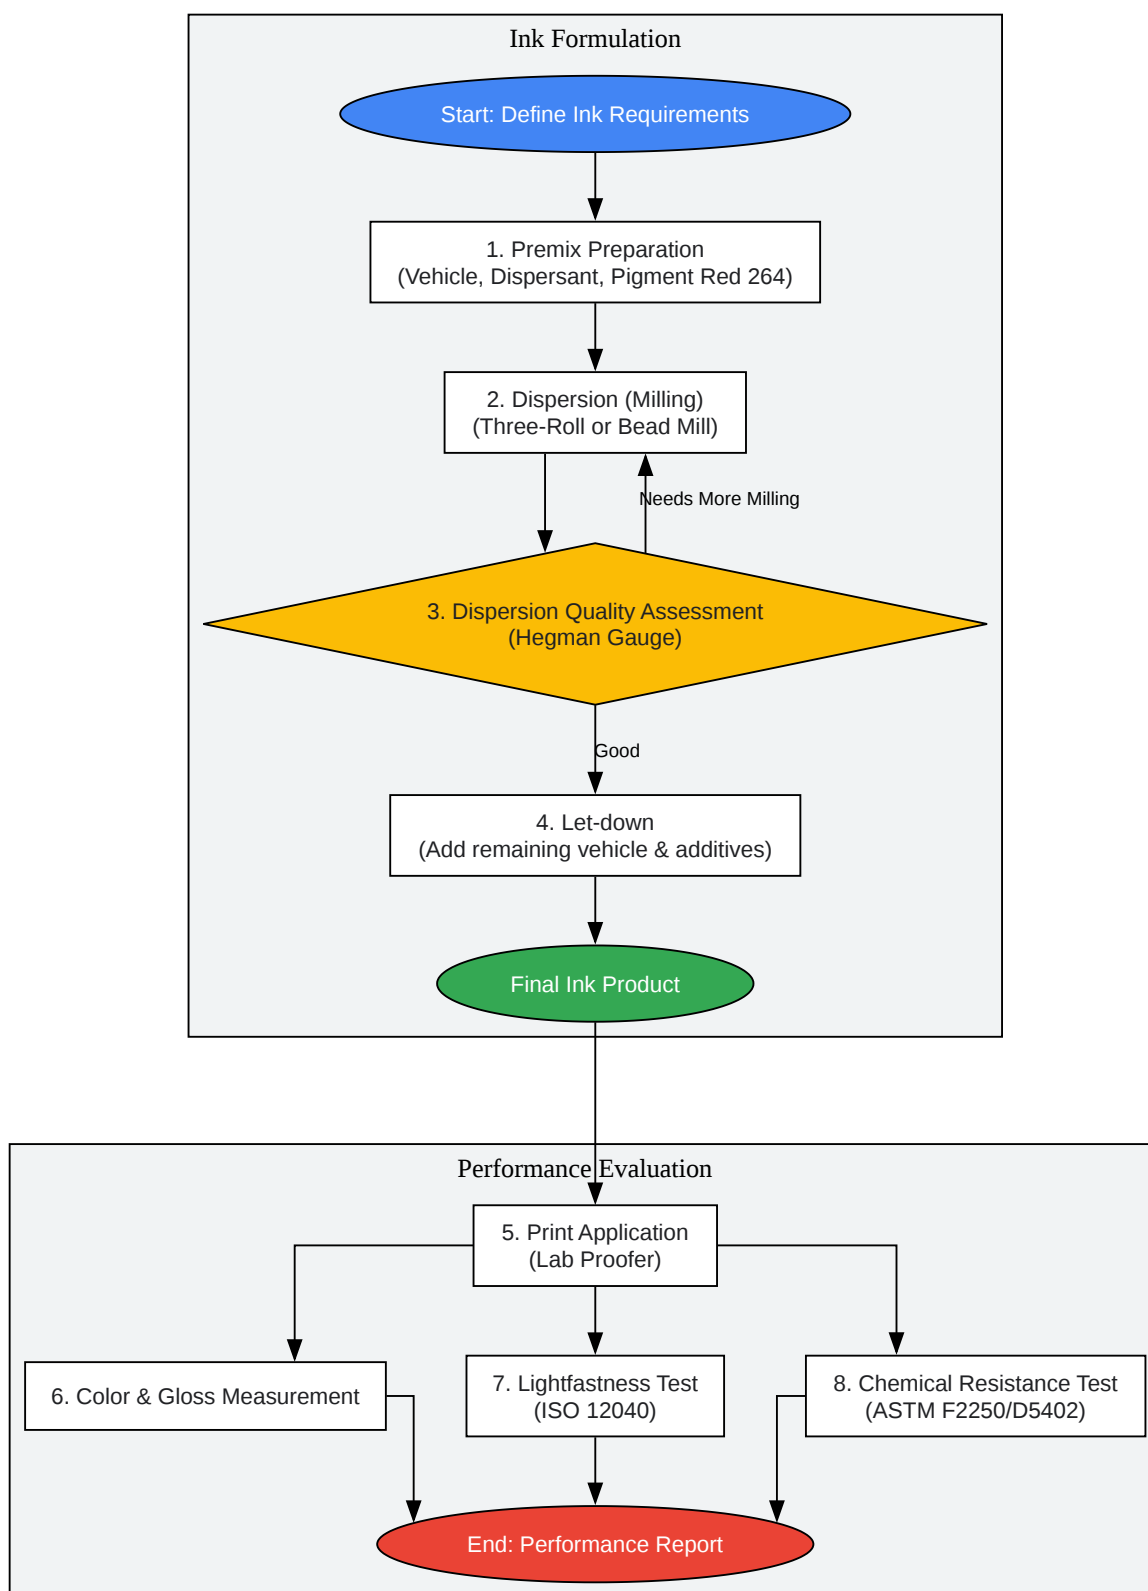 Ink Formulation
Start: Define Ink Requirements
1. Premix Preparation
(Vehicle, Dispersant, Pigment Red 264)
2. Dispersion (Milling)
(Three-Roll or Bead Mill)
Needs More Milling
3. Dispersion Quality Assessment
(Hegman Gauge)
Good
4. Let-down
(Add remaining vehicle & additives)
Final Ink Product
Performance Evaluation
5. Print Application
(Lab Proofer)
6. Color & Gloss Measurement
7. Lightfastness Test
(ISO 12040)
8. Chemical Resistance Test
(ASTM F2250/D5402)
End: Performance Report